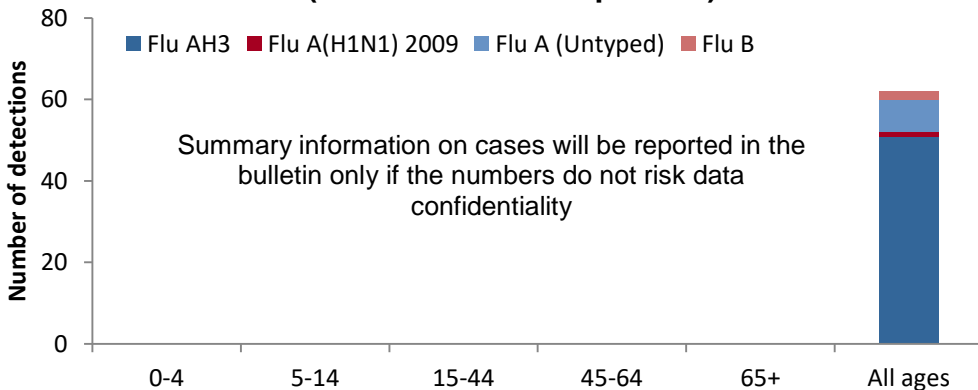 80
Flu AH3 Flu A(H1N1) 2009 Flu A (Untyped) Flu B
60
Summary information on cases will be reported in the
bulletin only if the numbers do not risk data
confidentiality
40
20
0
Number of detections
0-4 5-14 15-44 45-64 65+ All ages